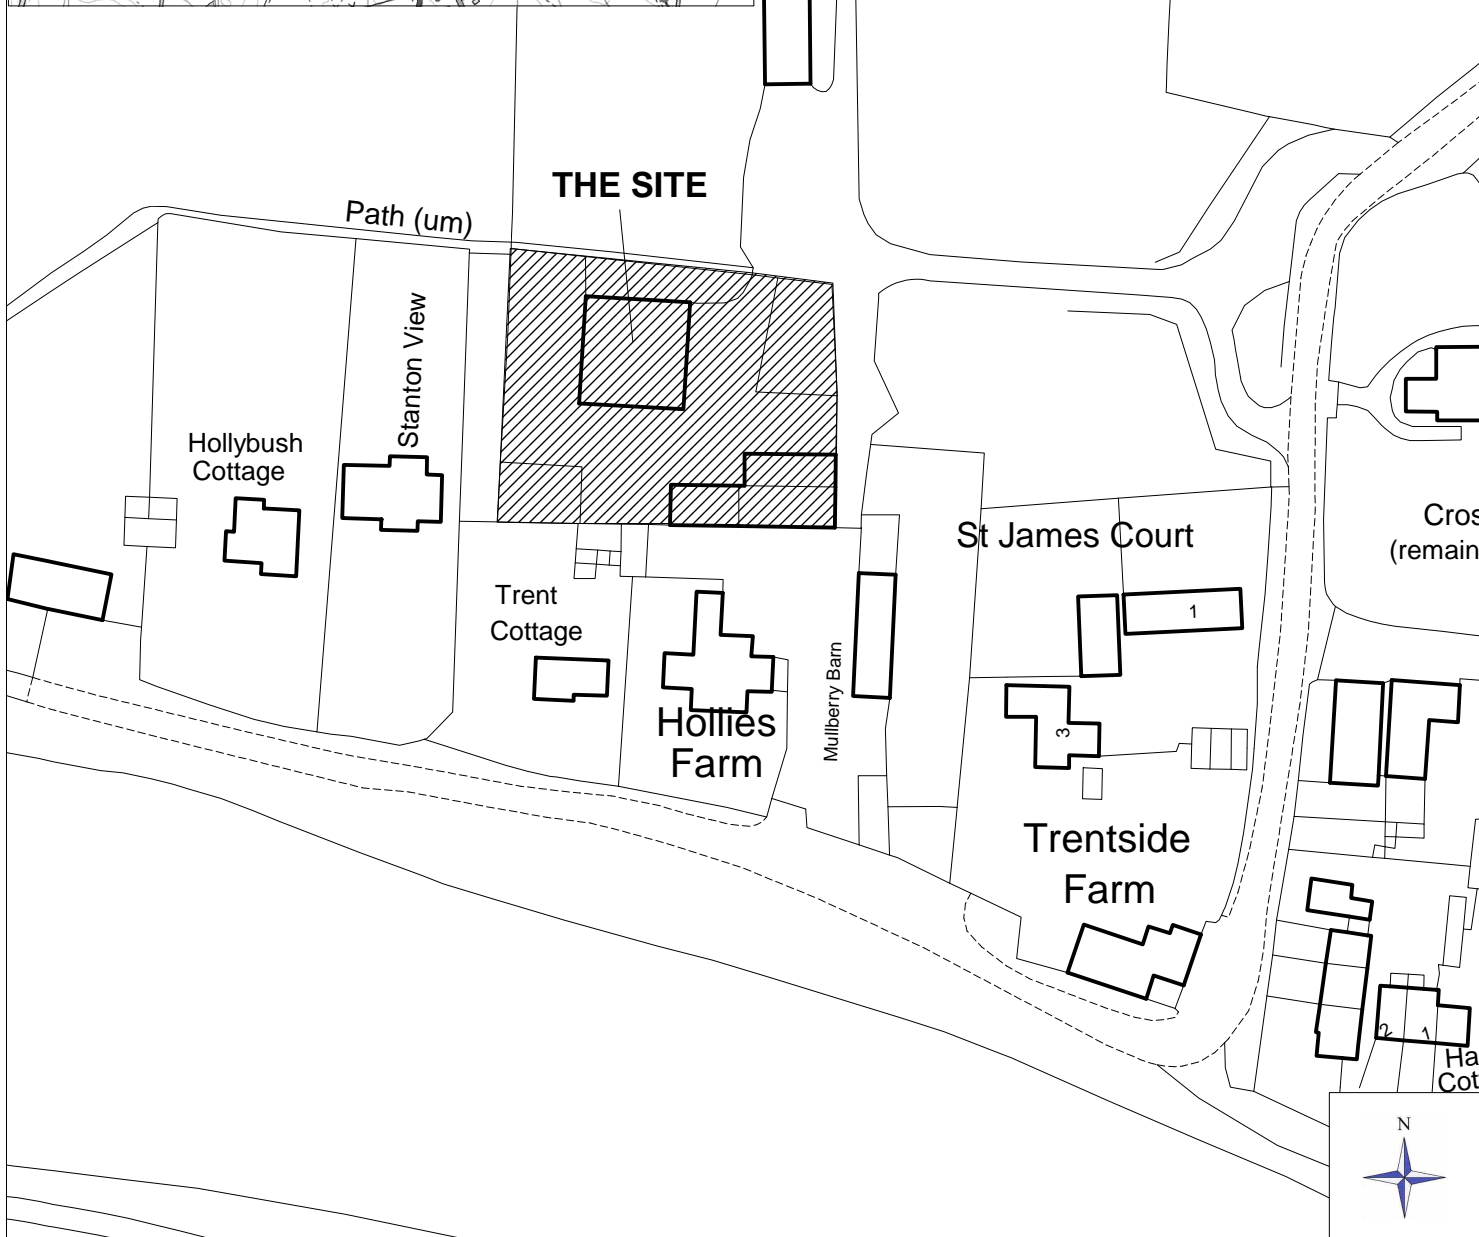 THE SITE
Path (um)
Stanton View
Hollybush
Cottage
St James Court
Trent
Cottage
1
Mullberry Barn
Hollies
Farm
3
Trentside
Farm
2
1
N